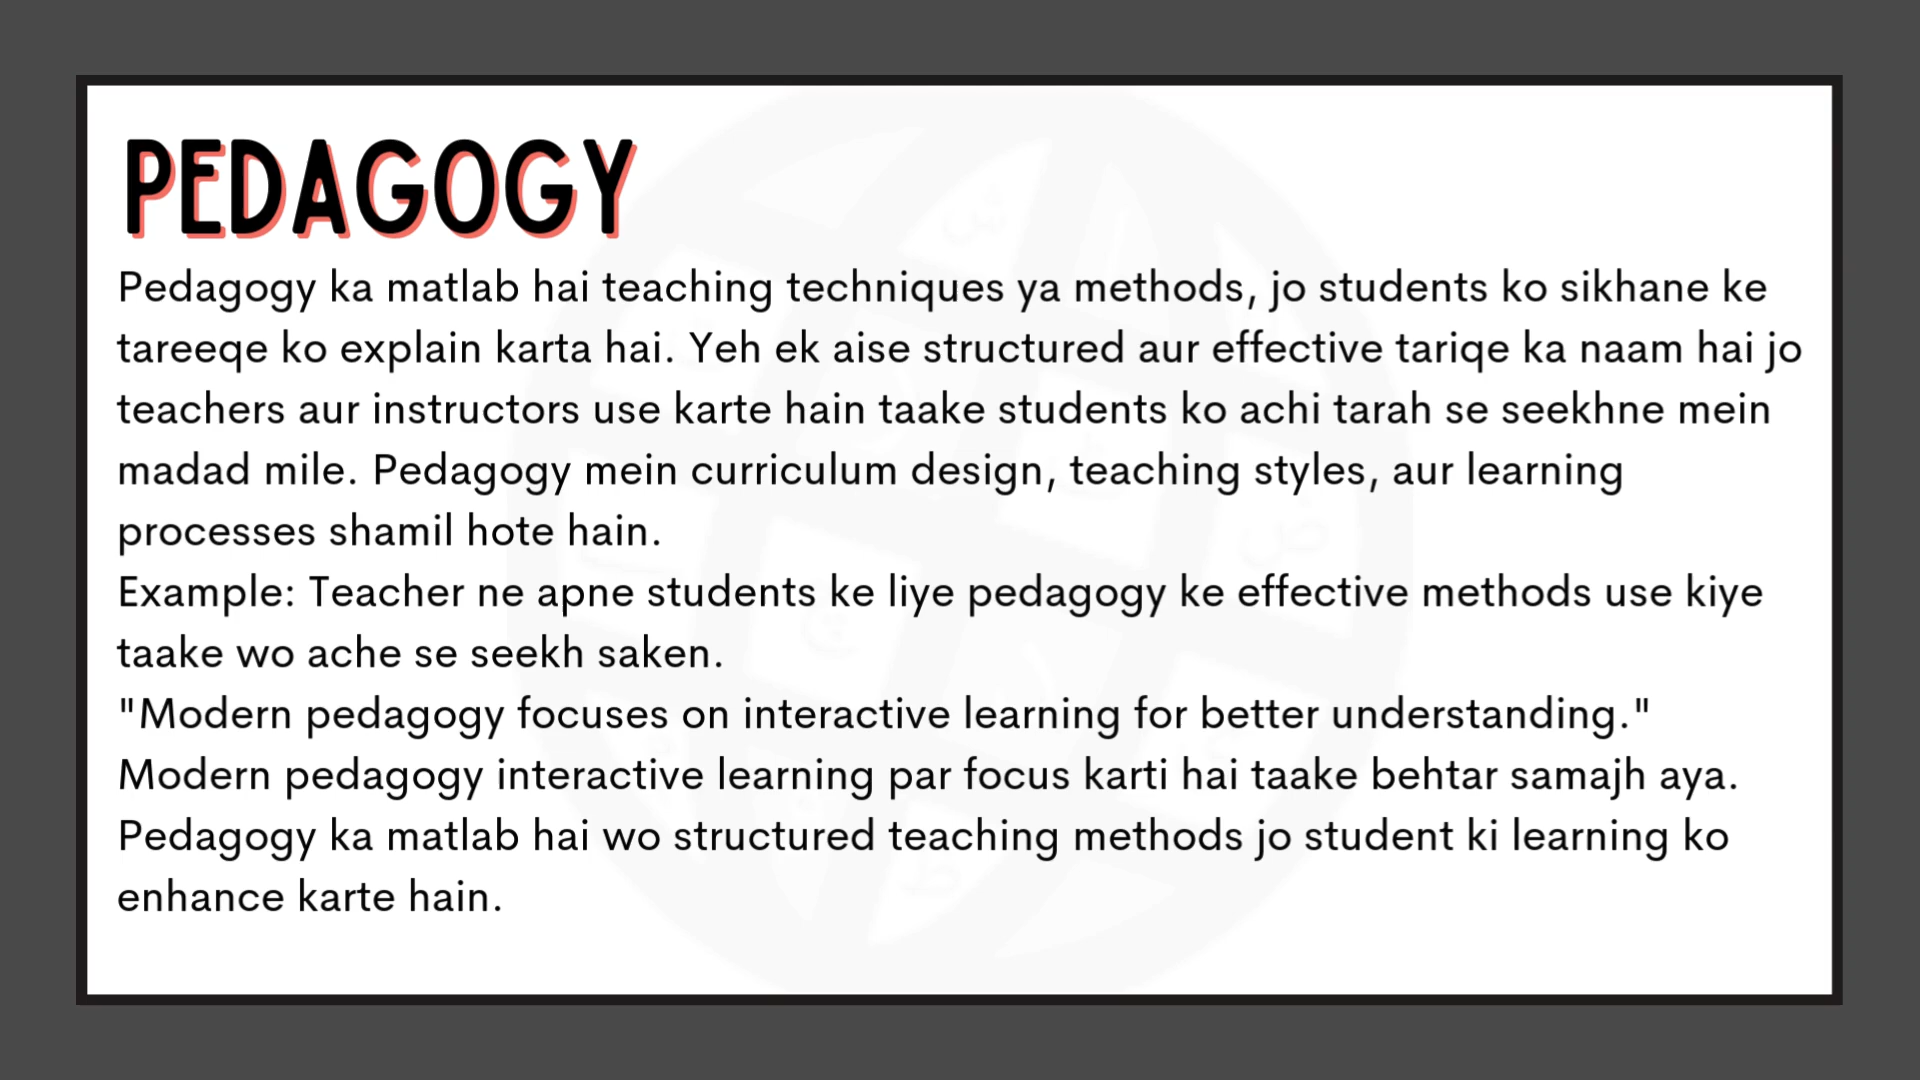 PEDAGOGY
Pedagogy ka matlab hai teaching techniques ya methods, jo students ko sikhane ke
tareeqe ko explain karta hai. Yeh ek aise structured aur effective tariqe ka naam hai jo
teachers aur instructors use karte hain taake students ko achi tarah se seekhne mein
madad mile. Pedagogy mein curriculum design, teaching styles, aur learning
processes shamil hote hain.
Example: Teacher ne apne students ke liye pedagogy ke effective methods use kiye
taake wo ache se seekh saken.
"Modern pedagogy focuses on interactive learning for better understanding."
Modern pedagogy interactive learning par focus karti hai taake behtar samajh aya.
Pedagogy ka matlab hai wo structured teaching methods jo student ki learning ko
enhance karte hain.